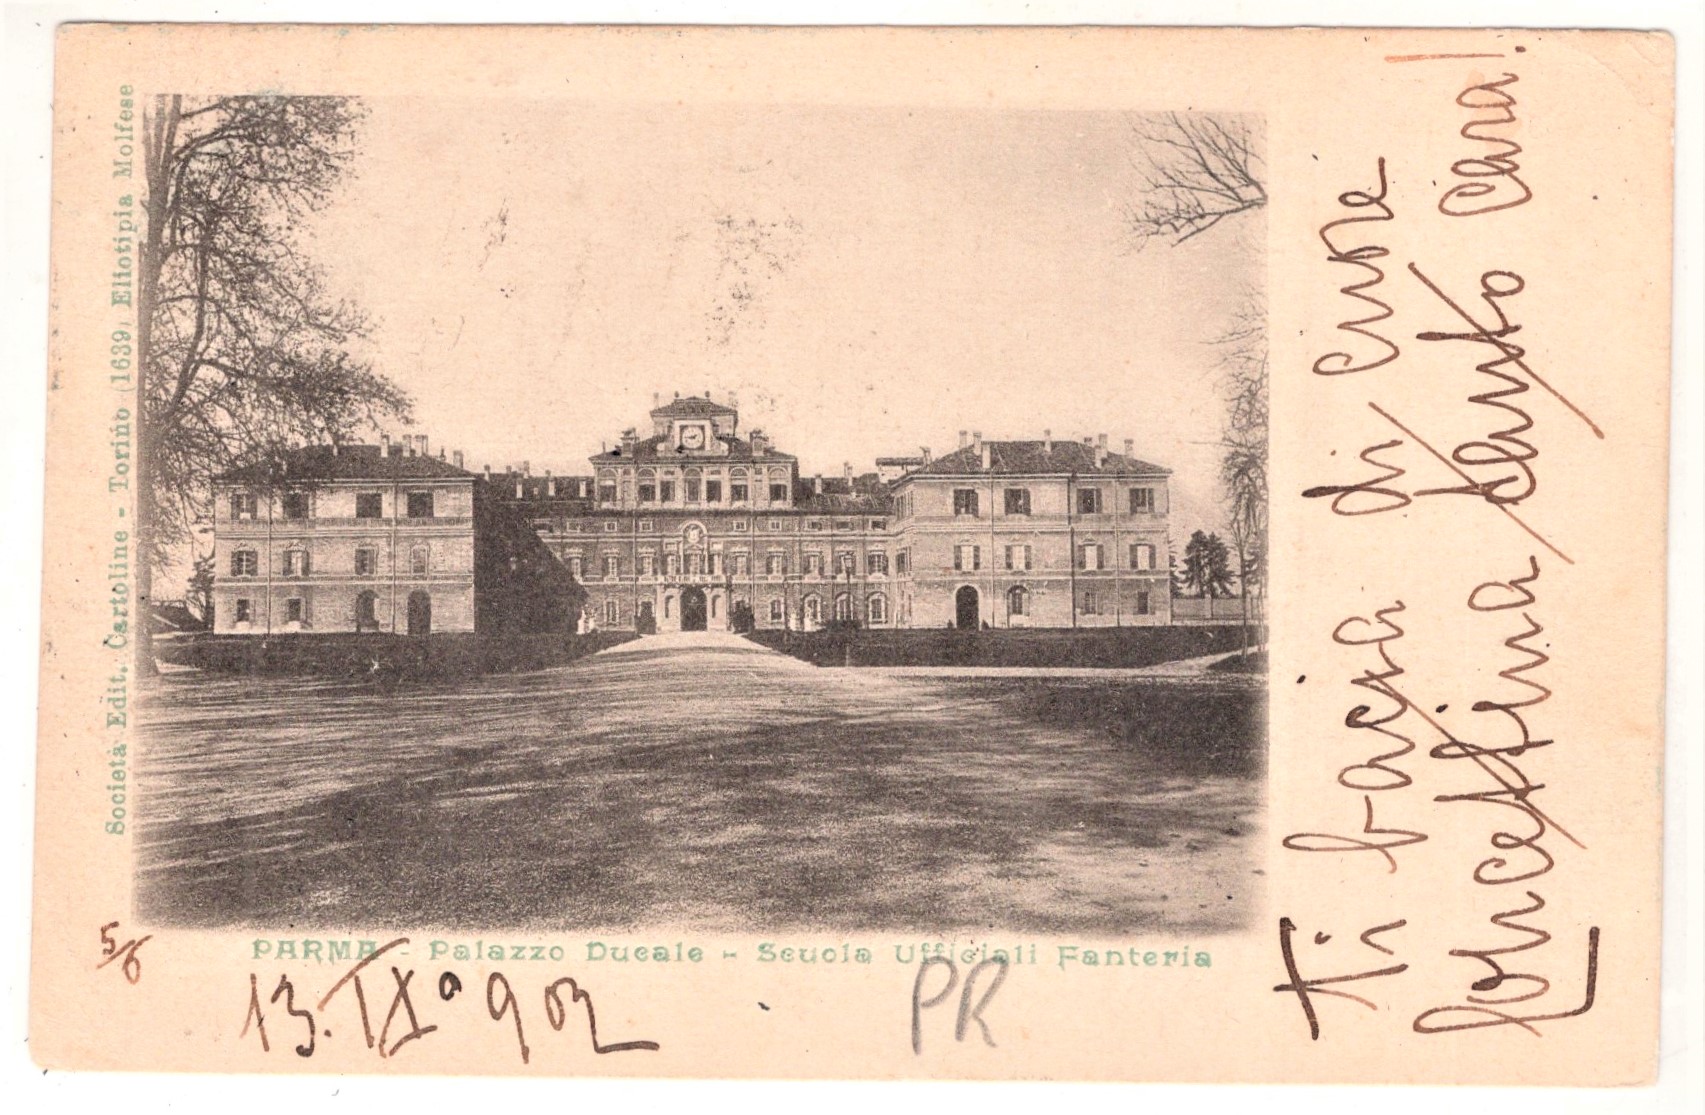 Società Edit. Cartoline - Torino (1639) Eliotipia Molfese
PARMA - Palazzo Ducale - Scuola Ufficiali Fanteria
5/6
13. IXº 902
PR
Ti bacia di cuore
Concettina tanto cara!